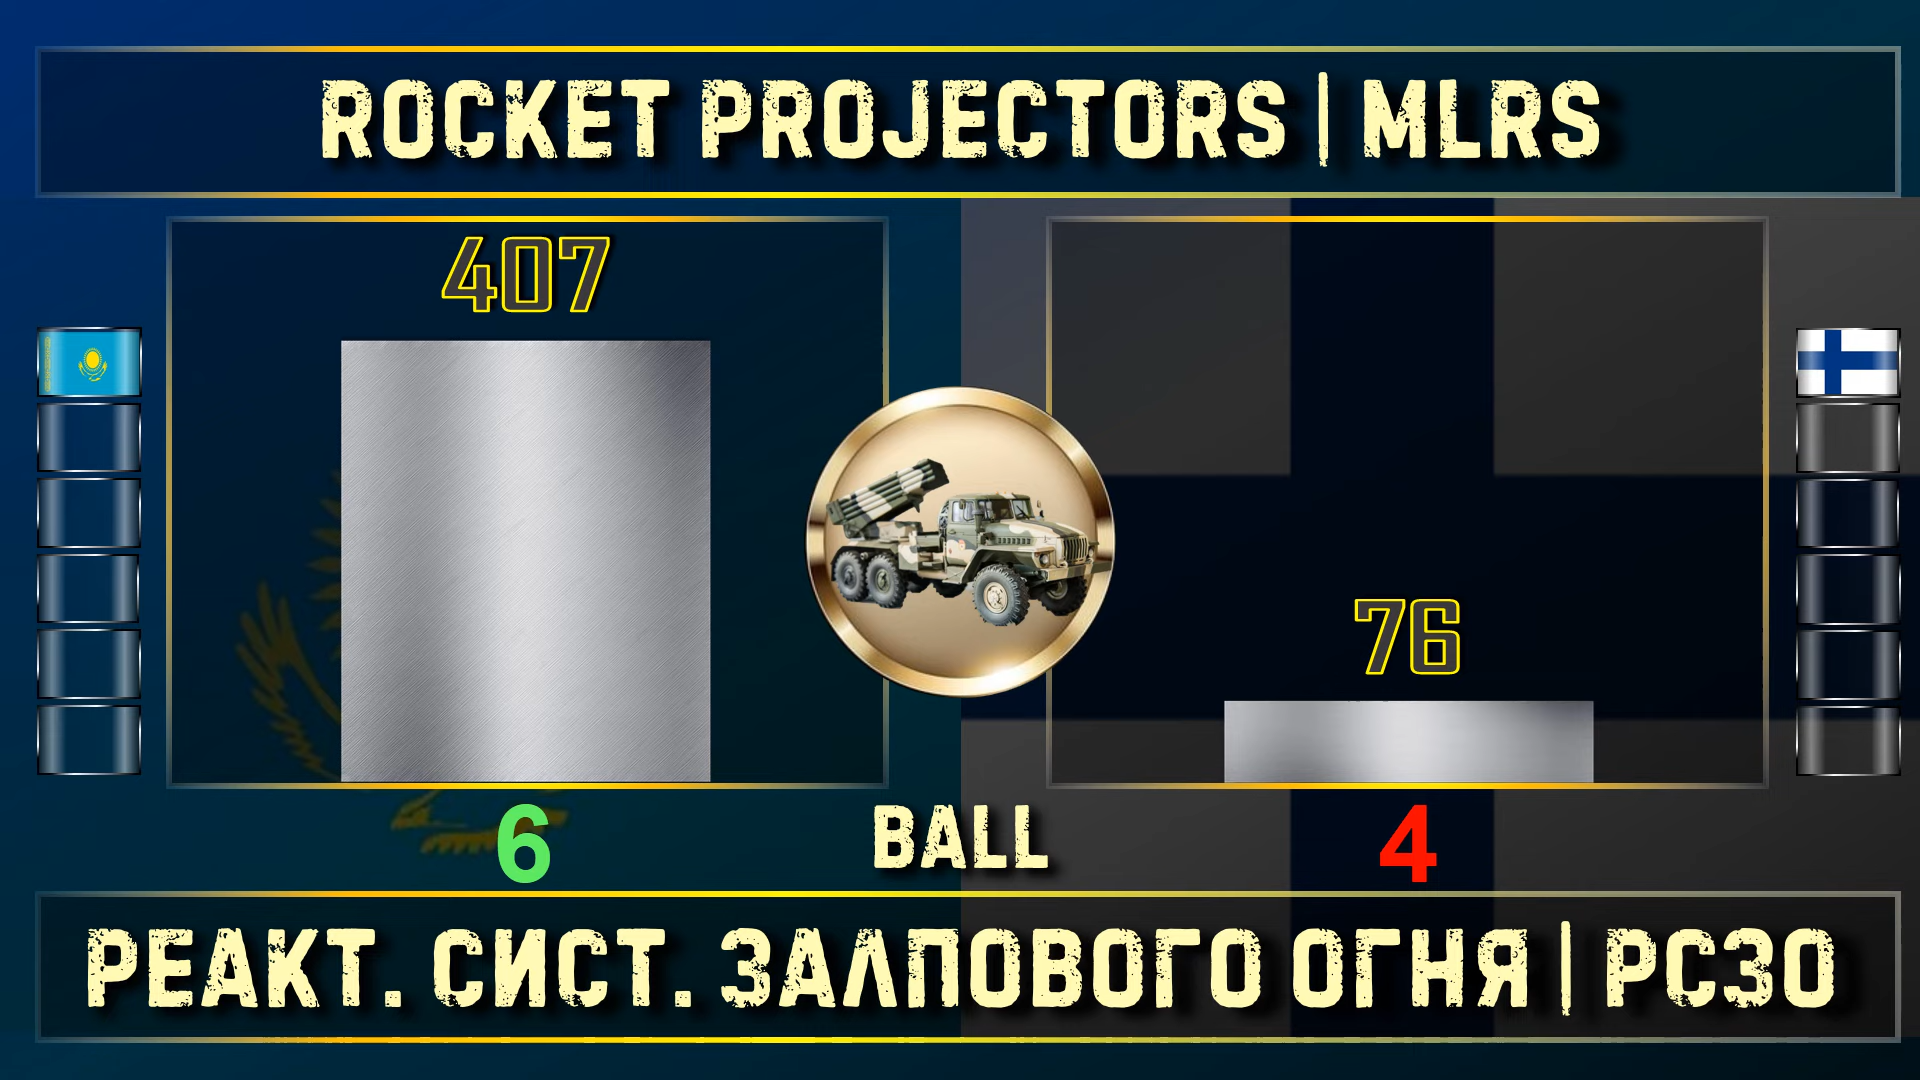 ROCKET PROJECTORS | MLRS
407
76
6 BALL 4
РЕАКТ. СИСТ. ЗАЛПОВОГО ОГНЯ | РСЗО